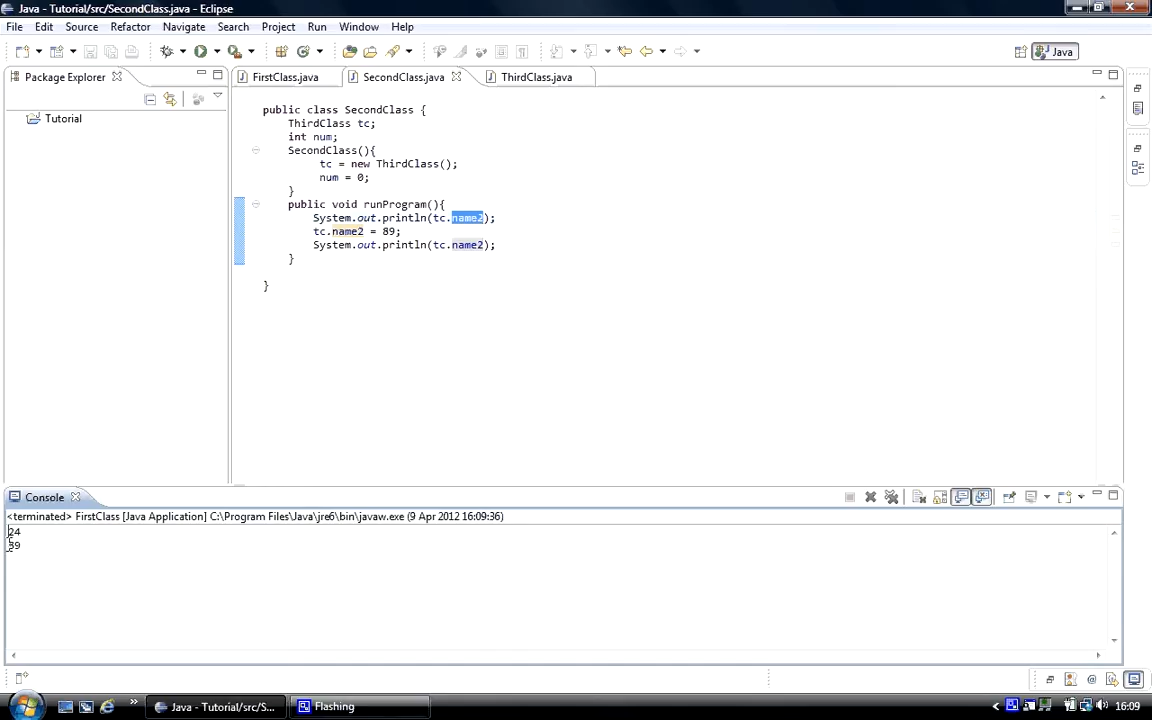 Java - Tutorial/src/SecondClass.java - Eclipse
File Edit Source Refactor Navigate Search Project Run Window Help
Java
Package Explorer
FirstClass.java SecondClass.java ThirdClass.java
Tutorial
public class SecondClass {
ThirdClass tc;
int num;
SecondClass(){
tc = new ThirdClass();
num = 0;
}
public void runProgram(){
System.out.println(tc.name2);
tc.name2 = 89;
System.out.println(tc.name2);
}
}
Console
<terminated> FirstClass [Java Application] C:\Program Files\Java\jre6\bin\javaw.exe (9 Apr 2012 16:09:36)
24
89
Java - Tutorial/src/S...
Flashing
16:09